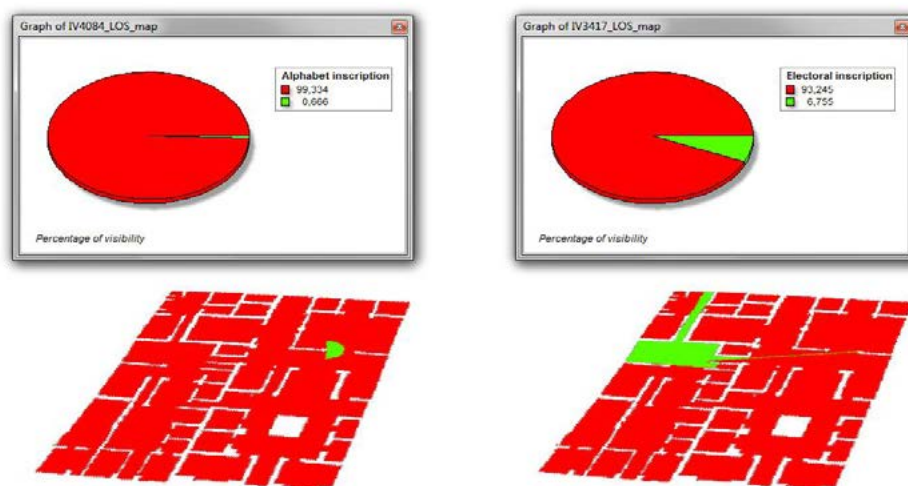 Graph of IV4084_LOS_map
Alphabet inscription
99,334
0,666
Percentage of visibility
Graph of IV3417_LOS_map
Electoral inscription
93,245
6,755
Percentage of visibility